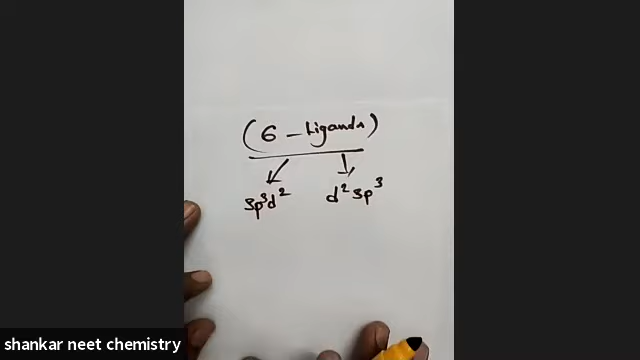 (6 - Ligands)
sp³d² d²sp³
shankar neet chemistry